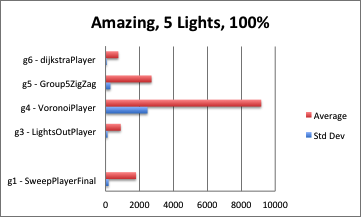 Amazing, 5 Lights, 100%
g6 - dijkstraPlayer
g5 - Group5ZigZag
g4 - VoronoiPlayer
g3 - LightsOutPlayer
g1 - SweepPlayerFinal
Average
Std Dev
0 2000 4000 6000 8000 10000